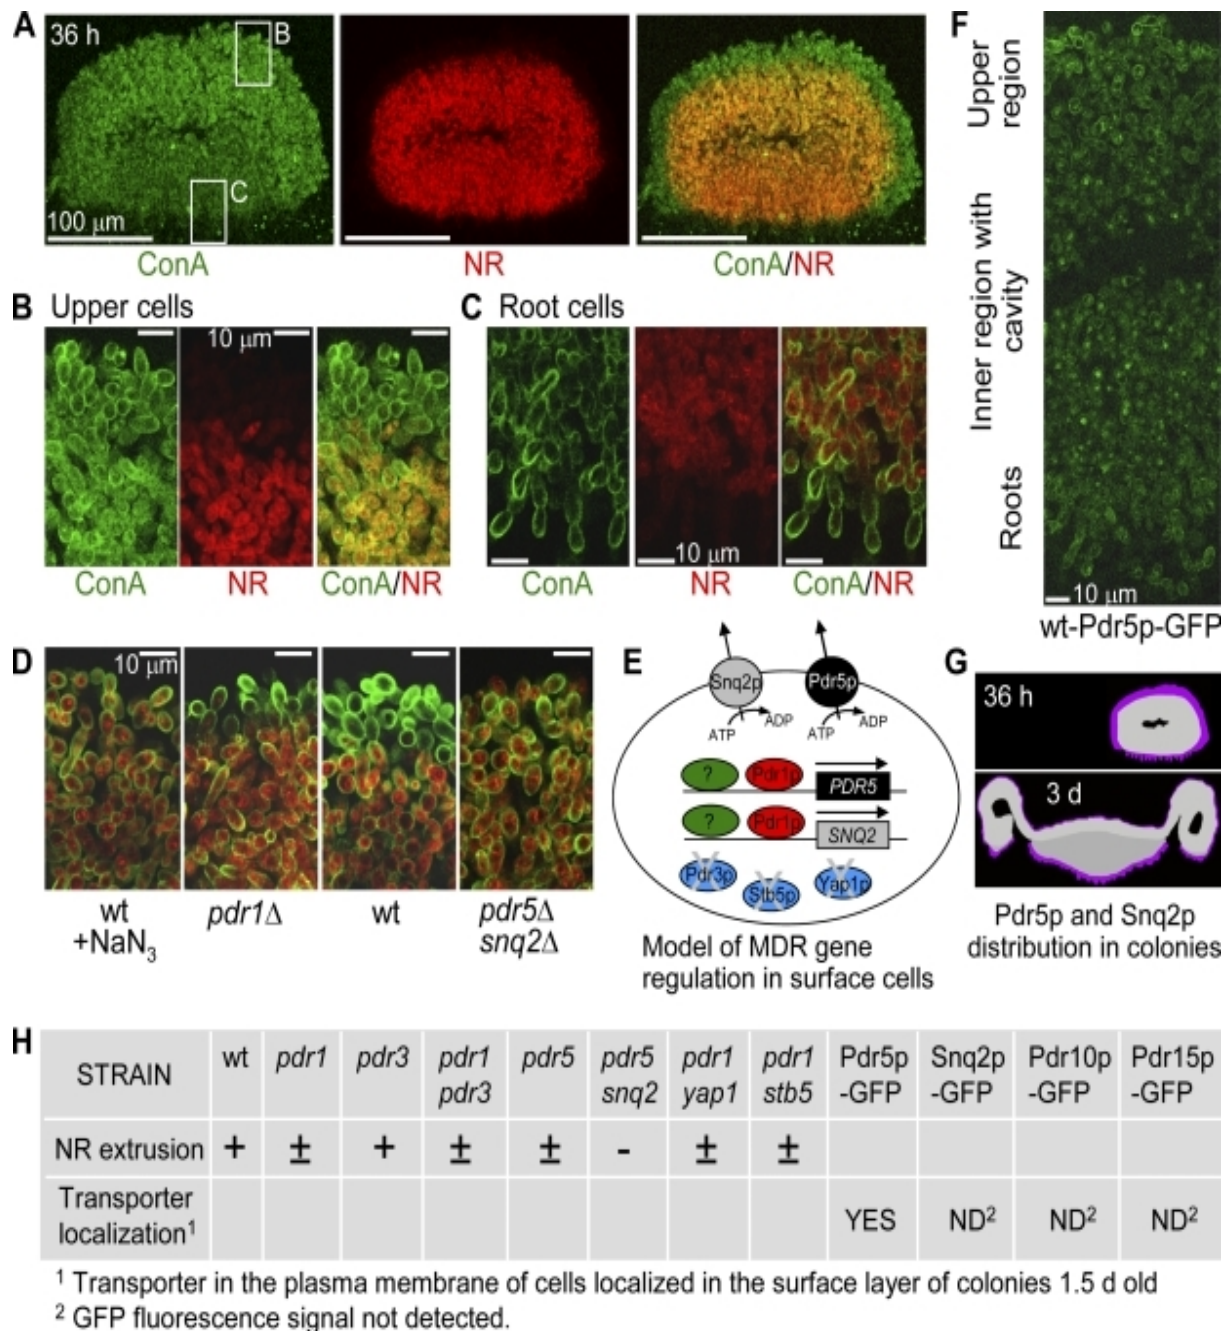 A
36 h
B
C
100 μm
ConA
NR
ConA/NR
B Upper cells
10 μm
ConA
NR
ConA/NR
C Root cells
10 μm
ConA
NR
ConA/NR
F
Upper region
Inner region with cavity
Roots
10 μm
wt-Pdr5p-GFP
D
10 μm
wt
+NaN3
pdr1Δ
wt
pdr5Δ
snq2Δ
E
Snq2p
Pdr5p
ATP
ADP
ATP
ADP
?
Pdr1p
PDR5
?
Pdr1p
SNQ2
Pdr3p
Stb5p
Yap1p
Model of MDR gene
regulation in surface cells
G
36 h
3 d
Pdr5p and Snq2p
distribution in colonies
H
STRAIN wt pdr1 pdr3 pdr1 pdr3 pdr5 pdr5 snq2 pdr1 yap1 pdr1 stb5 Pdr5p -GFP Snq2p -GFP Pdr10p -GFP Pdr15p -GFP
NR extrusion + ± + ± ± - ± ±
Transporter localization1 YES ND2 ND2 ND2
1 Transporter in the plasma membrane of cells localized in the surface layer of colonies 1.5 d old
2 GFP fluorescence signal not detected.